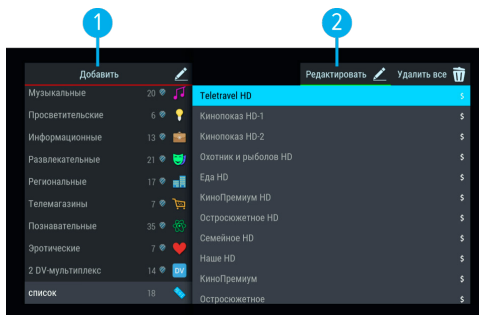 1
2
Добавить
Редактировать
Удалить все
Музыкальные 20
Просветительские 6
Информационные 13
Развлекательные 21
Региональные 17
Телемагазины 7
Познавательные 35
Эротические 7
2 DV-мультиплекс 14 DV
список 18
Teletravel HD $
Кинопоказ HD-1 $
Кинопоказ HD-2 $
Охотник и рыболов HD $
Еда HD $
КиноПремиум HD $
Остросюжетное HD $
Семейное HD $
Наше HD $
КиноПремиум $
Остросюжетное $